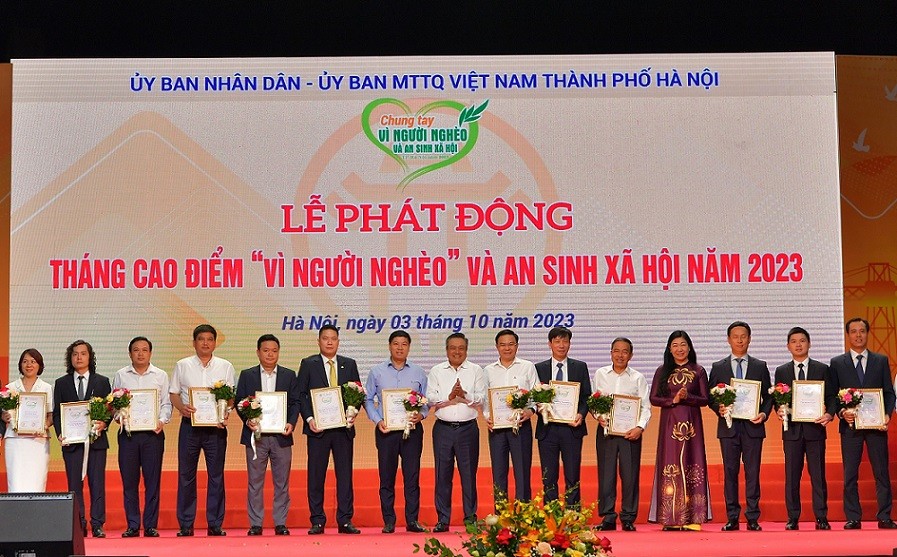 ỦY BAN NHÂN DÂN - ỦY BAN MTTQ VIỆT NAM THÀNH PHỐ HÀ NỘI
Chung tay
VÌ NGƯỜI NGHÈO
VÀ AN SINH XÃ HỘI
LỄ PHÁT ĐỘNG
THÁNG CAO ĐIỂM “VÌ NGƯỜI NGHÈO” VÀ AN SINH XÃ HỘI NĂM 2023
Hà Nội, ngày 03 tháng 10 năm 2023